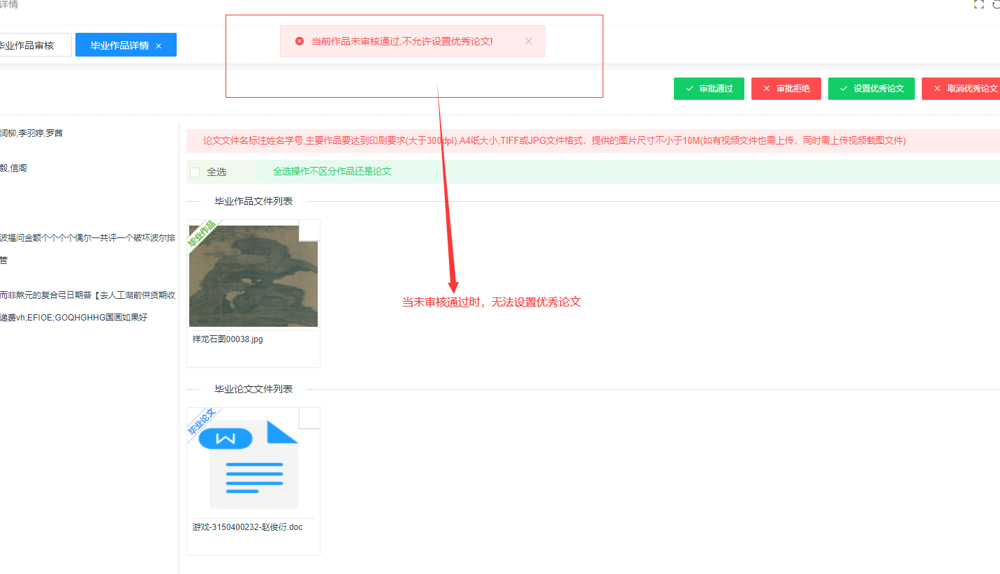 详情
毕业作品审核
毕业作品详情 ×
当前作品未审核通过,不允许设置优秀论文!
审批通过
审批拒绝
设置优秀论文
取消优秀论文
润柳,李羽婷,罗茜
论文文件名标注姓名学号,主要作品要达到印刷要求(大于300dpi),A4纸大小,TIFF或JPG文件格式，提供的图片尺寸不小于10M(如有视频文件也需上传，同时需上传视频截图文件)
毅,信阁
全选
全选操作不区分作品还是论文
毕业作品文件列表
毕业作品
波福问金额个个个个偶尔一共评一个破坏波尔排
管
而非熬元的复合弓日期普【去人工湖前供货期收
递费vh;EFIOE;GOQHGHHG国画如果好
当未审核通过时，无法设置优秀论文
祥龙石图00038.jpg
毕业论文文件列表
毕业论文
W
游戏-3150400232-赵俊衍.doc